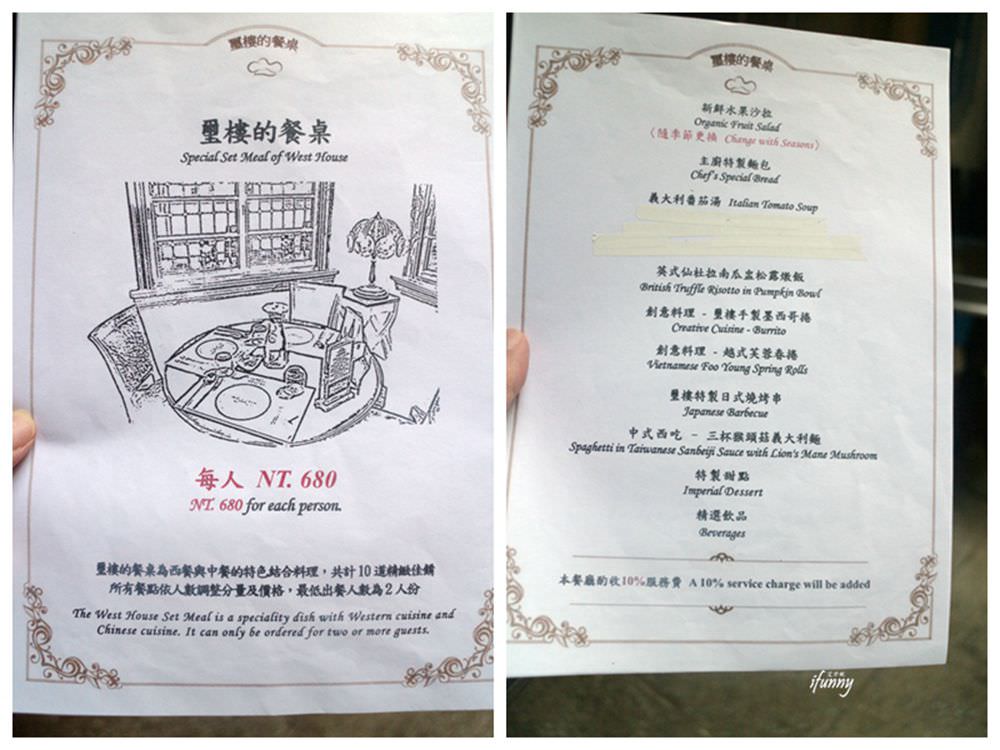 璽樓的餐桌
璽樓的餐桌
Special Set Meal of West House
每人 NT. 680
NT. 680 for each person.
璽樓的餐桌為西餐與中餐的特色結合料理，共計10道精緻佳餚
所有餐點依人數調整分量及價格，最低出餐人數為2人份
The West House Set Meal is a speciality dish with Western cuisine and
Chinese cuisine. It can only be ordered for two or more guests.
璽樓的餐桌
新鮮水果沙拉
Organic Fruit Salad
（隨季節更換 Change with Seasons）
主廚特製麵包
Chef's Special Bread
義大利番茄湯 Italian Tomato Soup
英式仙杜拉南瓜盅松露燉飯
British Truffle Risotto in Pumpkin Bowl
創意料理 - 璽樓手製墨西哥捲
Creative Cuisine - Burrito
創意料理 - 越式芙蓉春捲
Vietnamese Foo Young Spring Rolls
璽樓特製日式燒烤串
Japanese Barbecue
中式西吃 - 三杯猴頭菇義大利麵
Spaghetti in Taiwanese Sanbeiji Sauce with Lion's Mane Mushroom
特製甜點
Imperial Dessert
精選飲品
Beverages
本餐廳酌收10%服務費 A 10% service charge will be added
ifunny